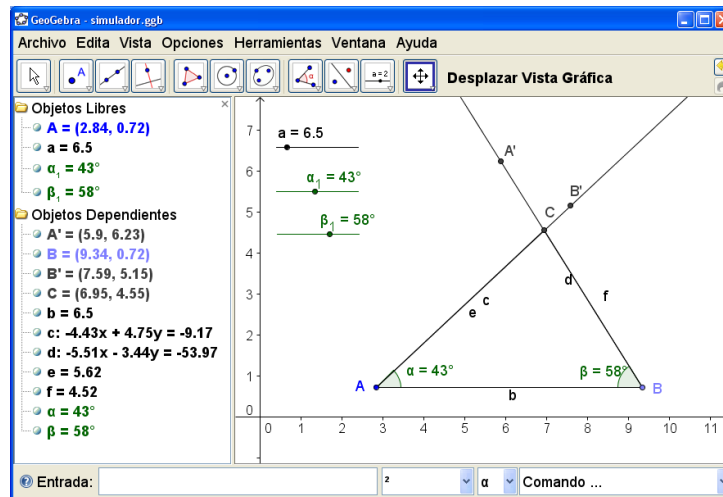 GeoGebra - simulador.ggb
Archivo Edita Vista Opciones Herramientas Ventana Ayuda
A
α
a=2
Desplazar Vista Gráfica
Objetos Libres
A = (2.84, 0.72)
a = 6.5
α₁ = 43°
β₁ = 58°
Objetos Dependientes
A' = (5.9, 6.23)
B = (9.34, 0.72)
B' = (7.59, 5.15)
C = (6.95, 4.55)
b = 6.5
c: -4.43x + 4.75y = -9.17
d: -5.51x - 3.44y = -53.97
e = 5.62
f = 4.52
α = 43°
β = 58°
a = 6.5
α₁ = 43°
β₁ = 58°
A'
B'
C
d
f
c
e
A
α = 43°
β = 58°
B
b
7
6
5
4
3
2
1
0
0 1 2 3 4 5 6 7 8 9 10 11
Entrada:
²
α
Comando ...